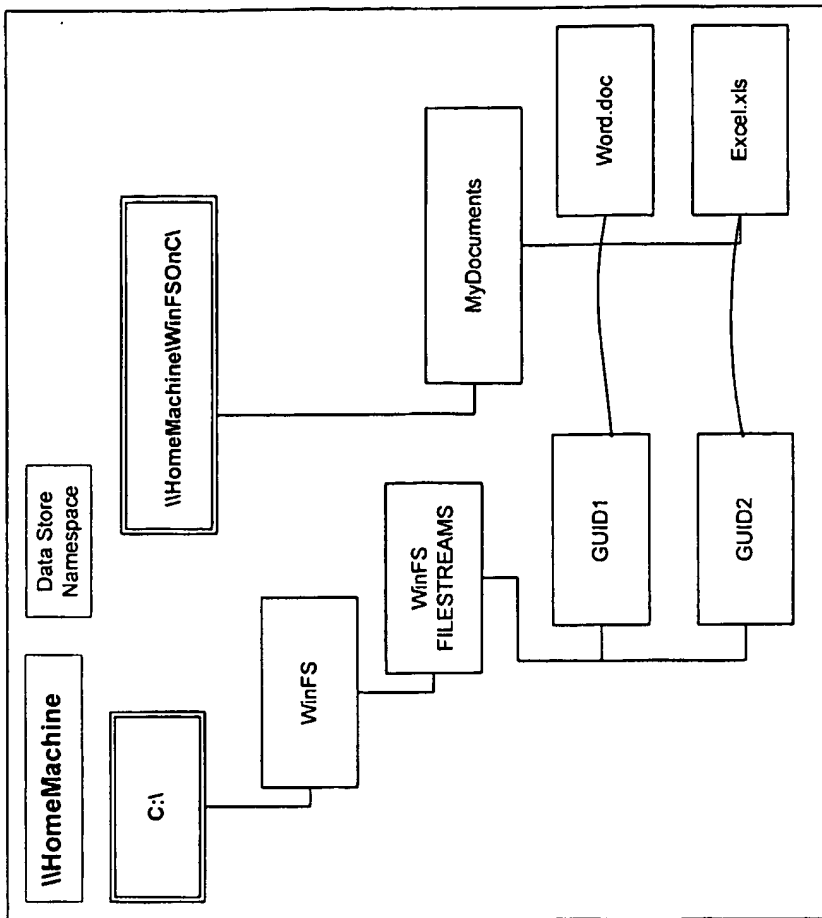 \\HomeMachine
Data Store
Namespace
C:\
\\HomeMachine\WinFSOnC\
WinFS
WinFS
FILESTREAMS
MyDocuments
GUID1
Word.doc
GUID2
Excel.xls